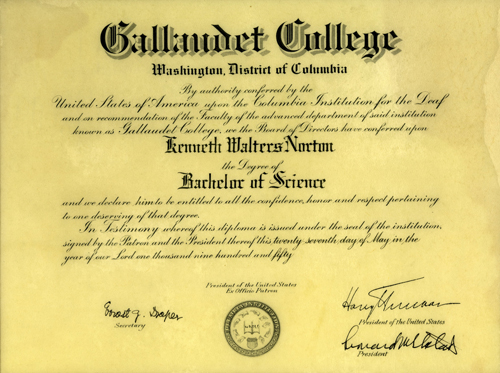 Gallaudet College
Washington, District of Columbia
By authority conferred by the
United States of America upon the Columbia Institution for the Deaf
and on recommendation of the Faculty of the advanced department of said institution
known as Gallaudet College, we the Board of Directors have conferred upon
Kenneth Walters Norton
the Degree of
Bachelor of Science
and we declare him to be entitled to all the confidence, honor and respect pertaining
to one deserving of that degree.
In Testimony whereof this diploma is issued under the seal of the institution,
signed by the Patron and the President thereof this twenty seventh day of May in the
year of our Lord one thousand nine hundred and fifty
President of the United States
Ex Officio Patron
Harry Truman
President of the United States
Secretary
President